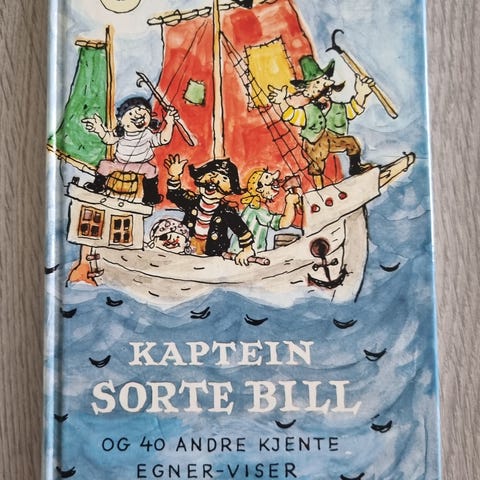 KAPTEIN
SORTE BILL
OG 40 ANDRE KJENTE
EGNER-VISER